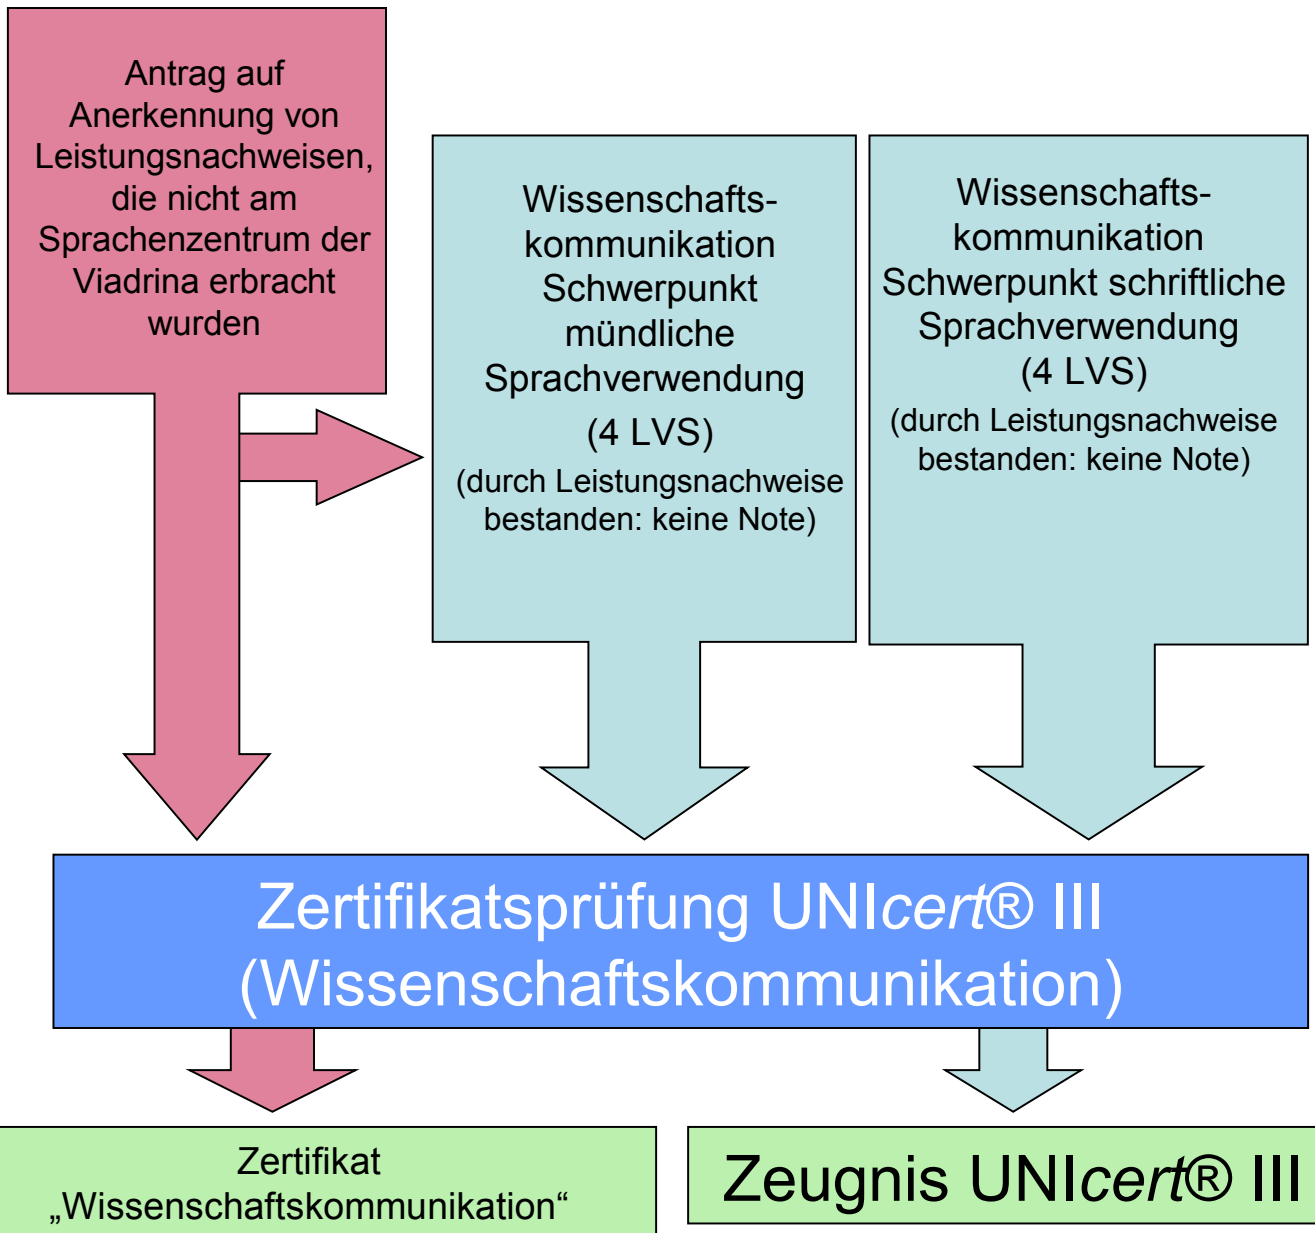 Antrag auf
Anerkennung von
Leistungsnachweisen,
die nicht am
Sprachenzentrum der
Viadrina erbracht
wurden
Wissenschafts-
kommunikation
Schwerpunkt
mündliche
Sprachverwendung
(4 LVS)
(durch Leistungsnachweise
bestanden: keine Note)
Wissenschafts-
kommunikation
Schwerpunkt schriftliche
Sprachverwendung
(4 LVS)
(durch Leistungsnachweise
bestanden: keine Note)
Zertifikatsprüfung UNIcert® III
(Wissenschaftskommunikation)
Zertifikat
„Wissenschaftskommunikation“
Zeugnis UNIcert® III